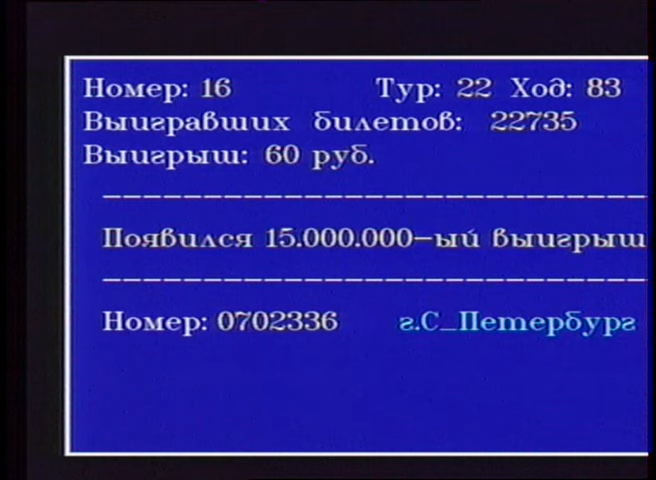 Номер: 16 Тур: 22 Ход: 83
Выигравших билетов: 22735
Выигрыш: 60 руб.
Появился 15.000.000-ый выигрыш
Номер: 0702336 г.С_Петербург